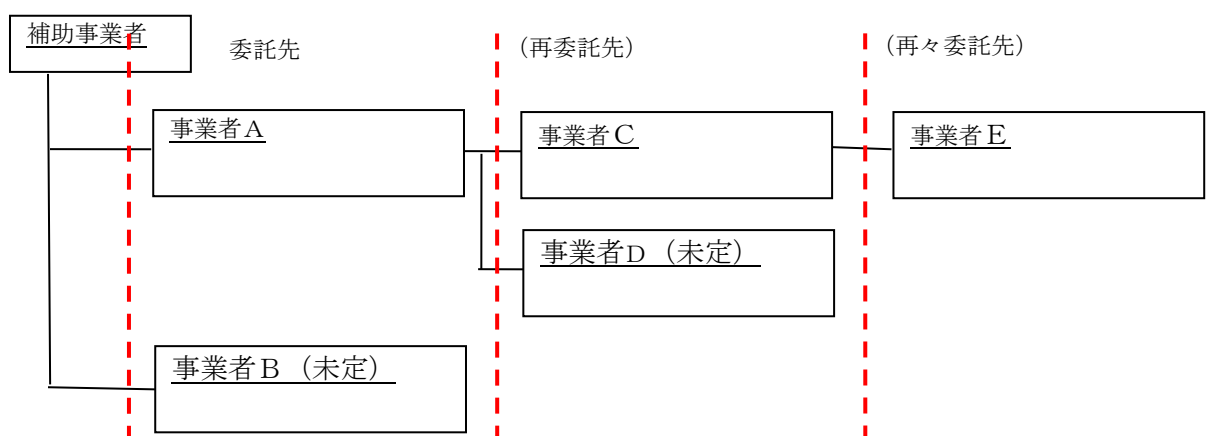 補助事業者
委託先
（再委託先）
（再々委託先）
事業者Ａ
事業者Ｃ
事業者Ｅ
事業者D（未定）
事業者Ｂ（未定）